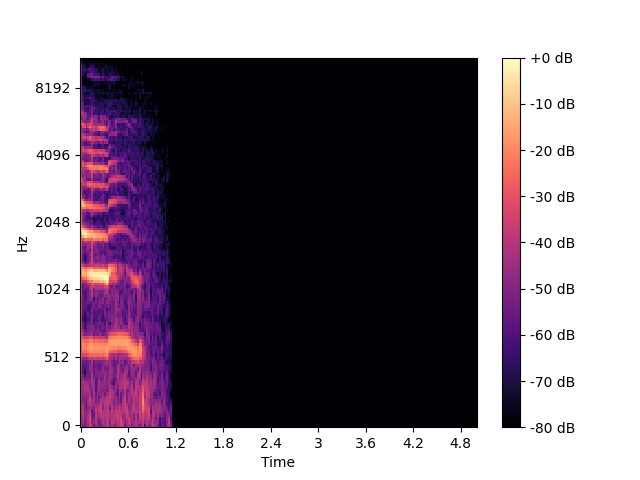 8192
4096
2048
1024
512
0
Hz
0 0.6 1.2 1.8 2.4 3 3.6 4.2 4.8
Time
+0 dB
-10 dB
-20 dB
-30 dB
-40 dB
-50 dB
-60 dB
-70 dB
-80 dB